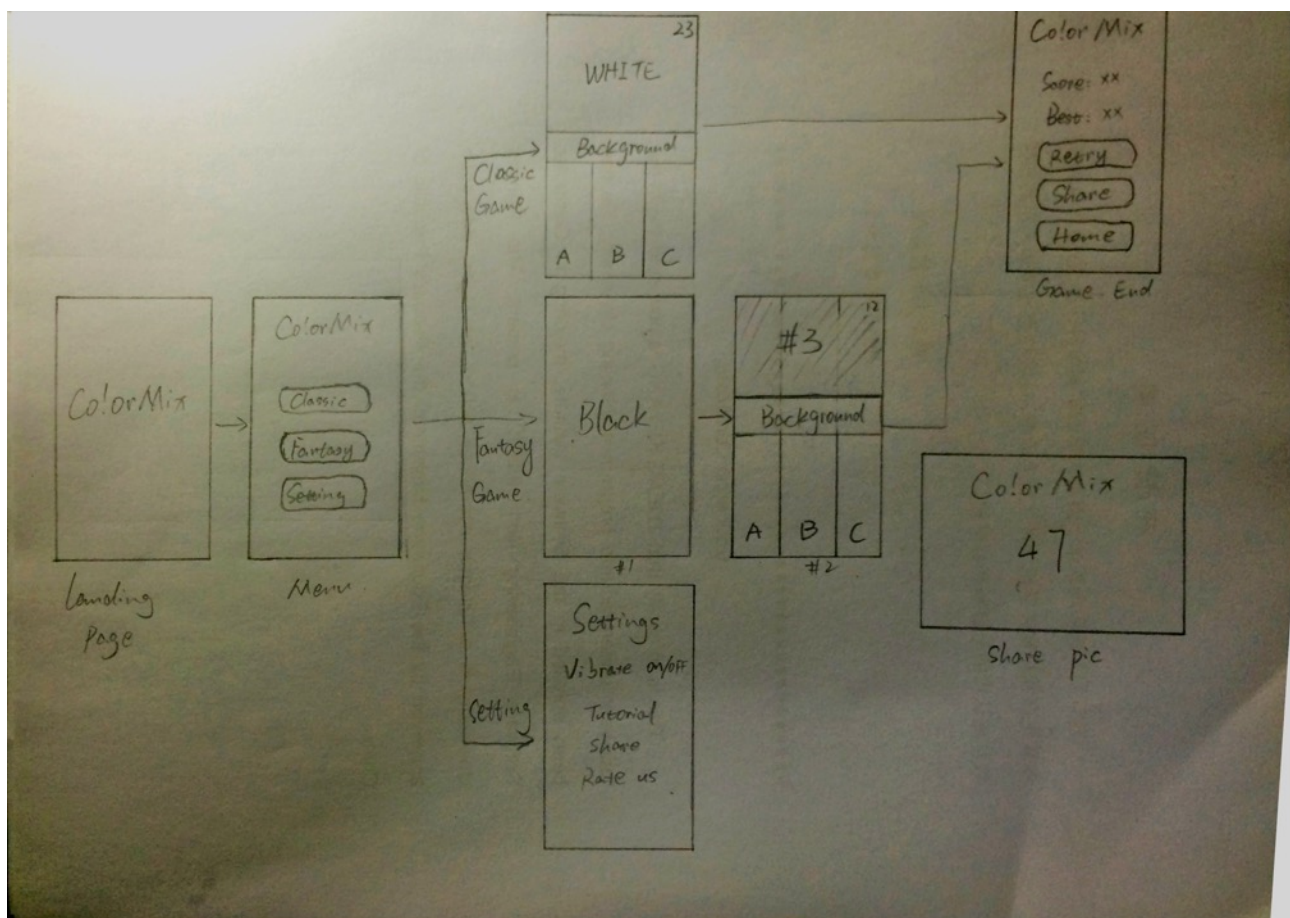 ColorMix
Landing
Page
ColorMix
Classic
Fantasy
Setting
Menu
Classic
Game
23
WHITE
Background
A B C
Fantasy
Game
Black
#1
12
#3
Background
A B C
#2
Setting
Settings
Vibrate on/off
Tutorial
Share
Rate us
ColorMix
Score: xx
Best: xx
Retry
Share
Home
Game End
ColorMix
47
Share pic